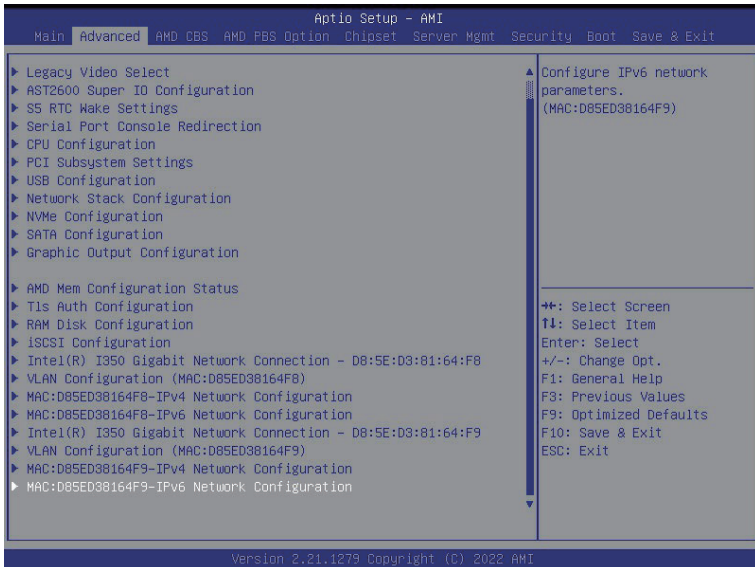 Aptio Setup – AMI
Main Advanced AMD CBS AMD PBS Option Chipset Server Mgmt Security Boot Save & Exit
Legacy Video Select
AST2600 Super IO Configuration
S5 RTC Wake Settings
Serial Port Console Redirection
CPU Configuration
PCI Subsystem Settings
USB Configuration
Network Stack Configuration
NVMe Configuration
SATA Configuration
Graphic Output Configuration
AMD Mem Configuration Status
Tls Auth Configuration
RAM Disk Configuration
iSCSI Configuration
Intel(R) I350 Gigabit Network Connection – D8:5E:D3:81:64:F8
VLAN Configuration (MAC:D85ED38164F8)
MAC:D85ED38164F8-IPv4 Network Configuration
MAC:D85ED38164F8-IPv6 Network Configuration
Intel(R) I350 Gigabit Network Connection – D8:5E:D3:81:64:F9
VLAN Configuration (MAC:D85ED38164F9)
MAC:D85ED38164F9-IPv4 Network Configuration
MAC:D85ED38164F9-IPv6 Network Configuration
Configure IPv6 network
parameters.
(MAC:D85ED38164F9)
→←: Select Screen
↑↓: Select Item
Enter: Select
+/-: Change Opt.
F1: General Help
F3: Previous Values
F9: Optimized Defaults
F10: Save & Exit
ESC: Exit
Version 2.21.1279 Copyright (C) 2022 AMI